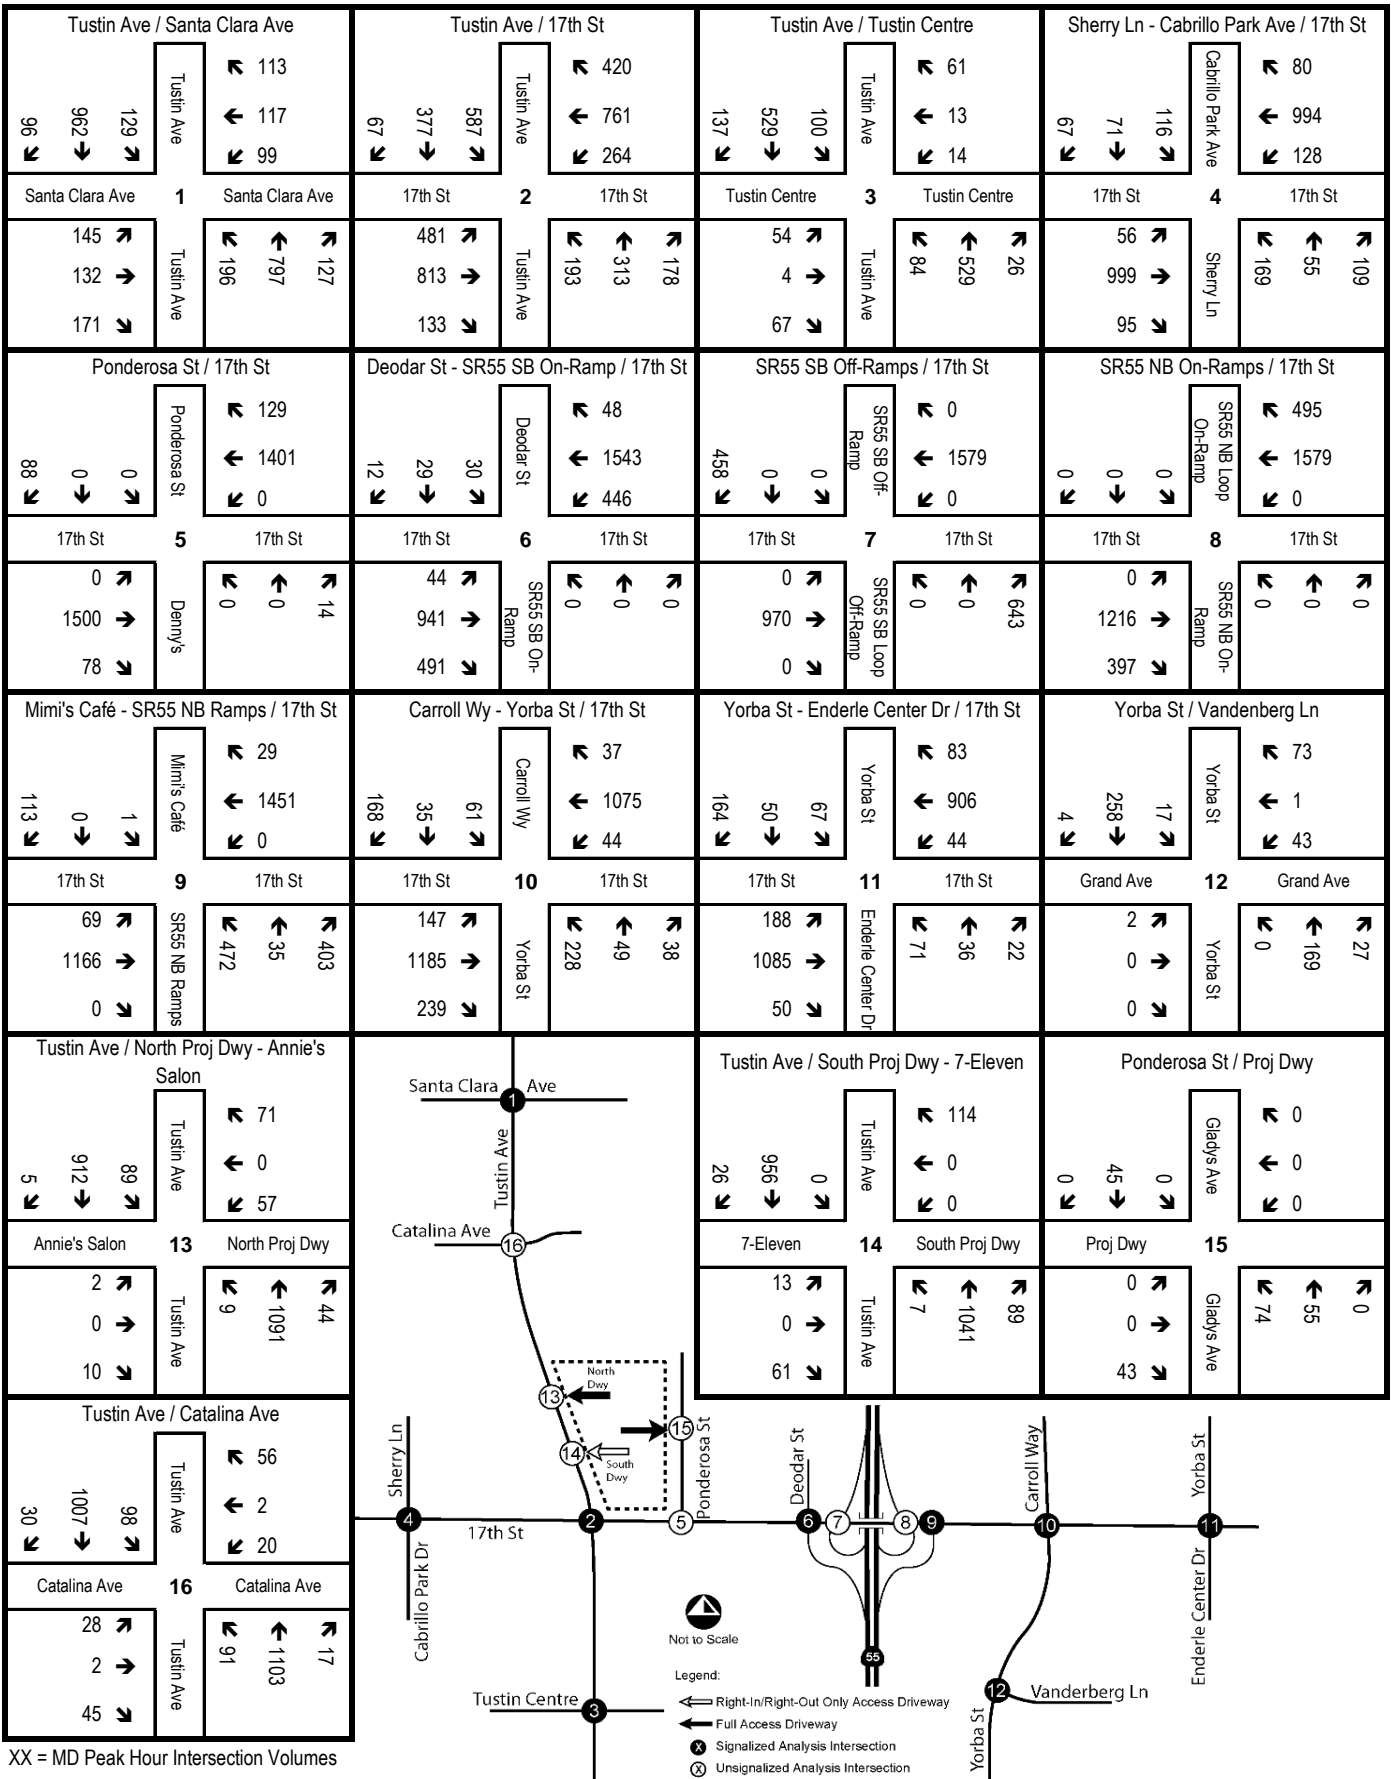 Tustin Ave / Santa Clara Ave
96
962
129
Tustin Ave
113
117
99
Santa Clara Ave
1
Santa Clara Ave
145
132
171
Tustin Ave
196
797
127
Tustin Ave / 17th St
67
377
587
Tustin Ave
420
761
264
17th St
2
17th St
481
813
133
Tustin Ave
193
313
178
Tustin Ave / Tustin Centre
137
529
100
Tustin Ave
61
13
14
Tustin Centre
3
Tustin Centre
54
4
67
Tustin Ave
84
529
26
Sherry Ln - Cabrillo Park Ave / 17th St
67
71
116
Cabrillo Park Ave
80
994
128
17th St
4
17th St
56
999
95
Sherry Ln
169
55
109
Ponderosa St / 17th St
88
0
0
Ponderosa St
129
1401
0
17th St
5
17th St
0
1500
78
Denny's
0
0
14
Deodar St - SR55 SB On-Ramp / 17th St
12
29
30
Deodar St
48
1543
446
17th St
6
17th St
44
941
491
SR55 SB On-
Ramp
0
0
0
SR55 SB Off-Ramps / 17th St
458
0
0
SR55 SB Off-
Ramp
0
1579
0
17th St
7
17th St
0
970
0
SR55 SB Loop
Off-Ramp
0
0
643
SR55 NB On-Ramps / 17th St
0
0
0
SR55 NB Loop
On-Ramp
495
1579
0
17th St
8
17th St
0
1216
397
SR55 NB On-
Ramp
0
0
0
Mimi's Café - SR55 NB Ramps / 17th St
113
0
1
Mimi's Café
29
1451
0
17th St
9
17th St
69
1166
0
SR55 NB Ramps
472
35
403
Carroll Wy - Yorba St / 17th St
168
35
61
Carroll Wy
37
1075
44
17th St
10
17th St
147
1185
239
Yorba St
228
49
38
Yorba St - Enderle Center Dr / 17th St
164
50
67
Yorba St
83
906
44
17th St
11
17th St
188
1085
50
Enderle Center Dr
71
36
22
Yorba St / Vandenberg Ln
4
258
17
Yorba St
73
1
43
Grand Ave
12
Grand Ave
2
0
0
Yorba St
0
169
27
Tustin Ave / North Proj Dwy - Annie's
Salon
5
912
89
Tustin Ave
71
0
57
Annie's Salon
13
North Proj Dwy
2
0
10
Tustin Ave
9
1091
44
Tustin Ave / South Proj Dwy - 7-Eleven
26
956
0
Tustin Ave
114
0
0
7-Eleven
14
South Proj Dwy
13
0
61
Tustin Ave
7
1041
89
Ponderosa St / Proj Dwy
0
45
0
Gladys Ave
0
0
0
Proj Dwy
15
0
0
43
Gladys Ave
74
55
0
Tustin Ave / Catalina Ave
30
1007
98
Tustin Ave
56
2
20
Catalina Ave
16
Catalina Ave
28
2
45
Tustin Ave
91
1103
17
Santa Clara Ave
1
Tustin Ave
Catalina Ave
16
13
North
Dwy
14
South
Dwy
15
Ponderosa St
Sherry Ln
4
17th St
2
5
Deodar St
6
7
8
9
Carroll Way
10
Yorba St
11
Cabrillo Park Dr
Enderle Center Dr
Not to Scale
55
Tustin Centre
3
12
Vanderberg Ln
Yorba St
Legend:
Right-In/Right-Out Only Access Driveway
Full Access Driveway
X Signalized Analysis Intersection
X Unsignalized Analysis Intersection
XX = MD Peak Hour Intersection Volumes